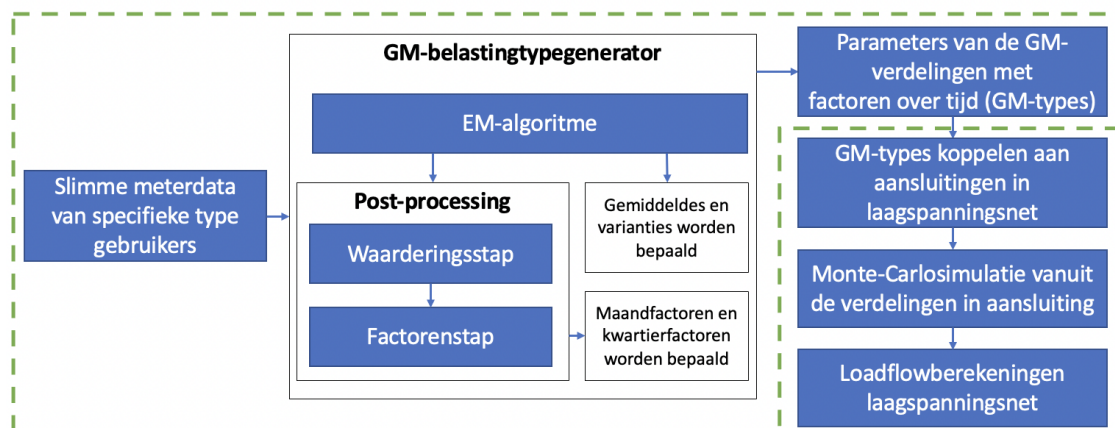 Slimme meterdata
van specifieke type
gebruikers
GM-belastingtypegenerator
EM-algoritme
Post-processing
Waarderingsstap
Factorenstap
Gemiddeldes en
varianties worden
bepaald
Maandfactoren en
kwartierfactoren
worden bepaald
Parameters van de GM-
verdelingen met
factoren over tijd (GM-types)
GM-types koppelen aan
aansluitingen in
laagspanningsnet
Monte-Carlosimulatie vanuit
de verdelingen in aansluiting
Loadflowberekeningen
laagspanningsnet